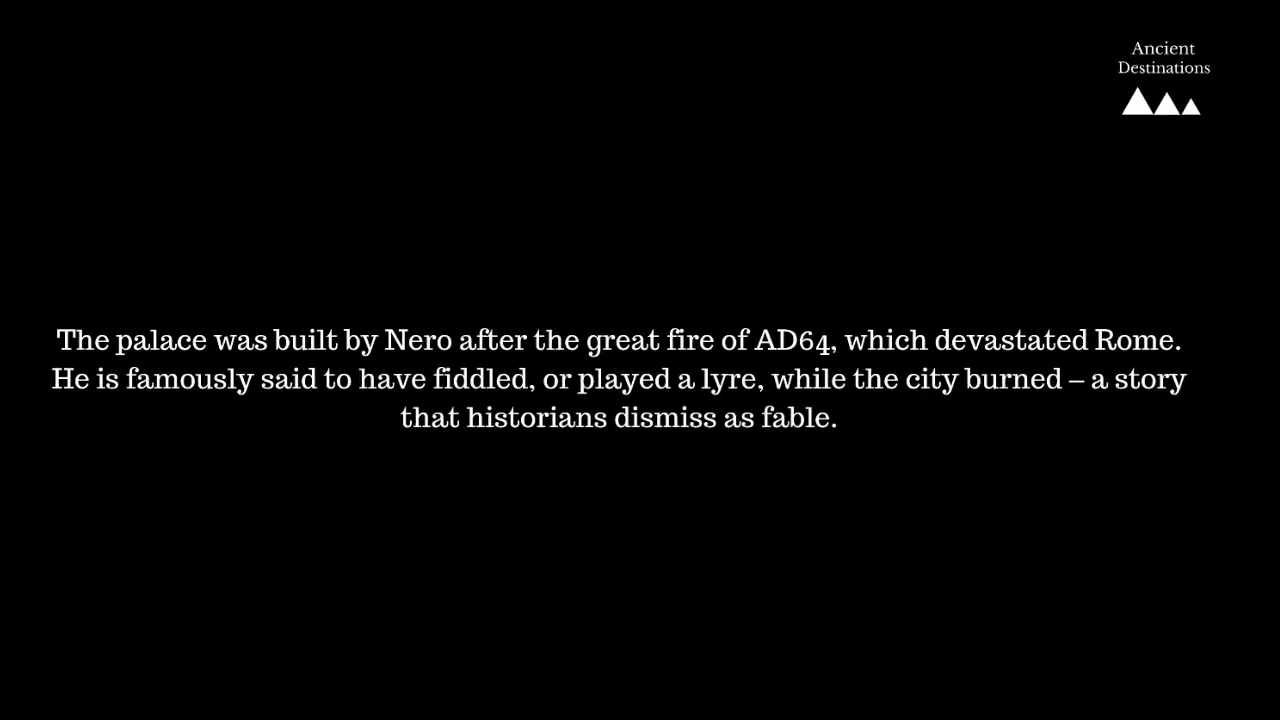 Ancient
Destinations
The palace was built by Nero after the great fire of AD64, which devastated Rome.
He is famously said to have fiddled, or played a lyre, while the city burned – a story
that historians dismiss as fable.